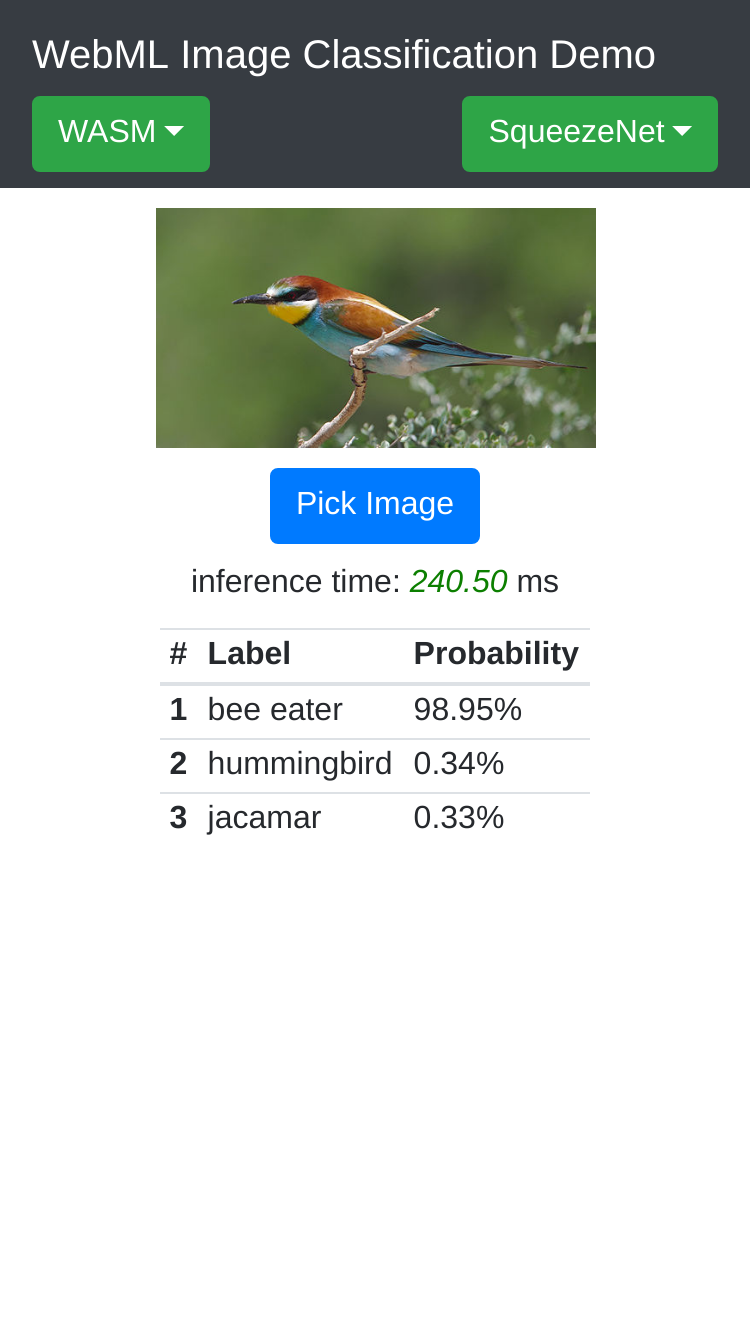 WebML Image Classification Demo
WASM SqueezeNet
Pick Image
inference time: 240.50 ms
# Label Probability
1 bee eater 98.95%
2 hummingbird 0.34%
3 jacamar 0.33%